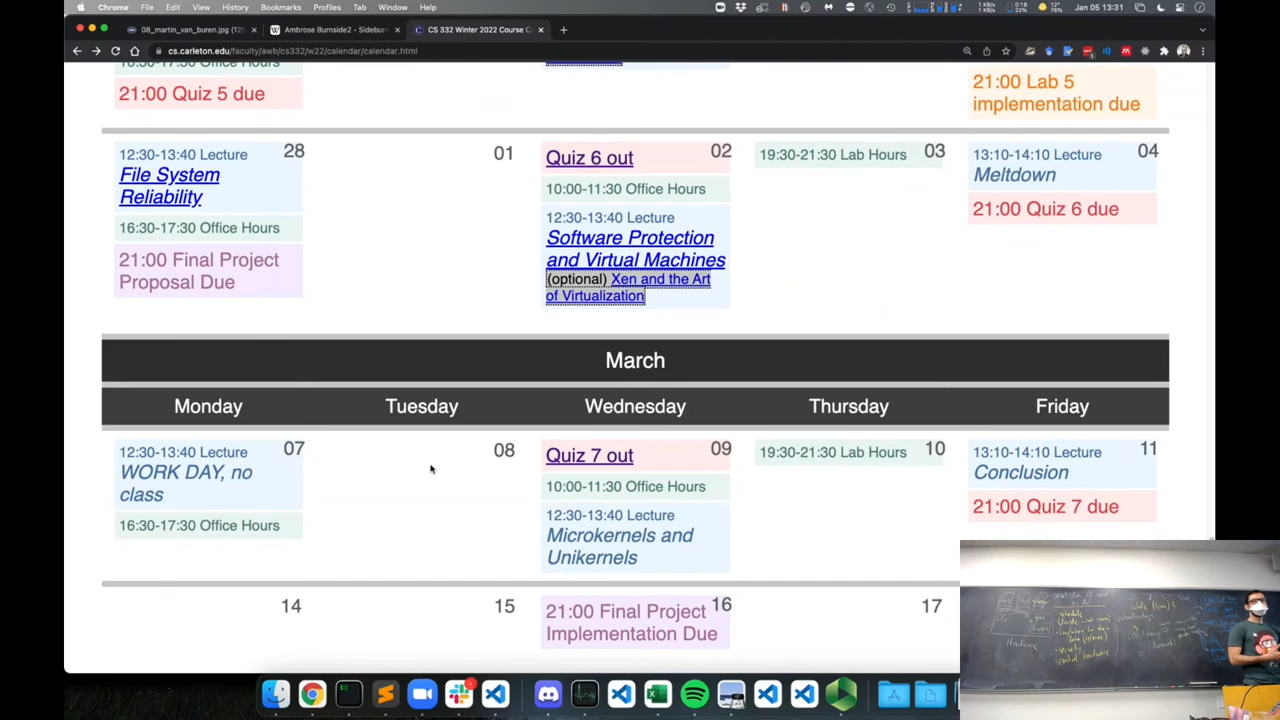 Chrome File Edit View History Bookmarks Profiles Tab Window Help
Jan 05 13:31
08_martin_van_buren.jpg (12
Ambrose Burnside2 - Sideburn
CS 332 Winter 2022 Course C
cs.carleton.edu/faculty/awb/cs332/w22/calendar/calendar.html
21:00 Quiz 5 due
21:00 Lab 5
implementation due
28
12:30-13:40 Lecture
File System
Reliability
16:30-17:30 Office Hours
21:00 Final Project
Proposal Due
01
02
Quiz 6 out
10:00-11:30 Office Hours
12:30-13:40 Lecture
Software Protection
and Virtual Machines
(optional) Xen and the Art
of Virtualization
03
19:30-21:30 Lab Hours
04
13:10-14:10 Lecture
Meltdown
21:00 Quiz 6 due
March
Monday Tuesday Wednesday Thursday Friday
07
12:30-13:40 Lecture
WORK DAY, no
class
16:30-17:30 Office Hours
08
09
Quiz 7 out
10:00-11:30 Office Hours
12:30-13:40 Lecture
Microkernels and
Unikernels
10
19:30-21:30 Lab Hours
11
13:10-14:10 Lecture
Conclusion
21:00 Quiz 7 due
14
15
16
21:00 Final Project
Implementation Due
17
Hardware
schedule
security
control hardware